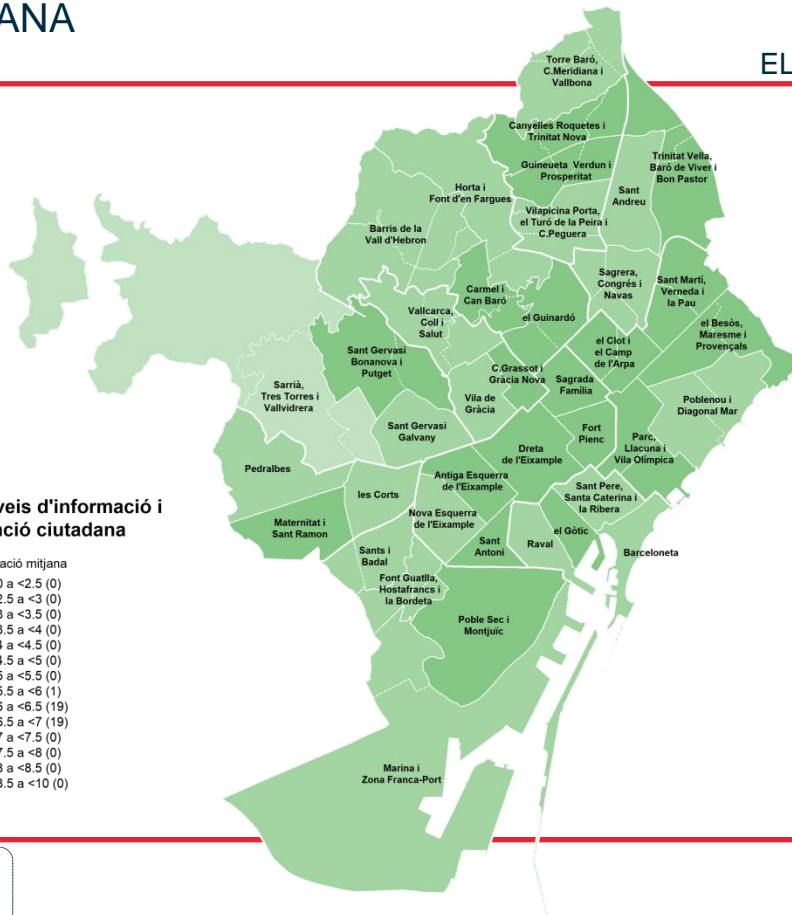 ANA
EL
Torre Baró,
C.Meridiana i
Vallbona
Canyelles Roquetes i
Trinitat Nova
Guineueta Verdun i
Prosperitat
Trinitat Vella,
Baró de Viver i
Bon Pastor
Sant
Andreu
Horta i
Font d'en Fargues
Vilapicina Porta,
el Turó de la Peira i
C.Peguera
Barris de la
Vall d'Hebron
Sagrera,
Congrés i
Navas
Sant Martí,
Verneda i
la Pau
Carmel i
Can Baró
Vallcarca,
Coll i
Salut
el Guinardó
el Besòs,
Maresme i
Provençals
el Clot i
el Camp
de l'Arpa
Sant Gervasi
Bonanova i
Putget
C.Grassot i
Gràcia Nova
Sagrada
Família
Sarrià,
Tres Torres i
Vallvidrera
Vila de
Gràcia
Poblenou i
Diagonal Mar
Sant Gervasi
Galvany
Fort
Pienc
Parc,
Llacuna i
Vila Olímpica
Dreta
de l'Eixample
Pedralbes
Antiga Esquerra
de l'Eixample
les Corts
Sant Pere,
Santa Caterina i
la Ribera
Nova Esquerra
de l'Eixample
Maternitat i
Sant Ramon
el Gòtic
Sant
Antoni
Raval
Barceloneta
Sants i
Badal
Font Guatlla,
Hostafrancs i
la Bordeta
Poble Sec i
Montjuïc
Marina i
Zona Franca-Port
veis d'informació i
ació ciutadana
ació mitjana
0 a <2.5 (0)
2.5 a <3 (0)
3 a <3.5 (0)
3.5 a <4 (0)
4 a <4.5 (0)
4.5 a <5 (0)
5 a <5.5 (0)
5.5 a <6 (1)
6 a <6.5 (19)
6.5 a <7 (19)
7 a <7.5 (0)
7.5 a <8 (0)
8 a <8.5 (0)
8.5 a <10 (0)